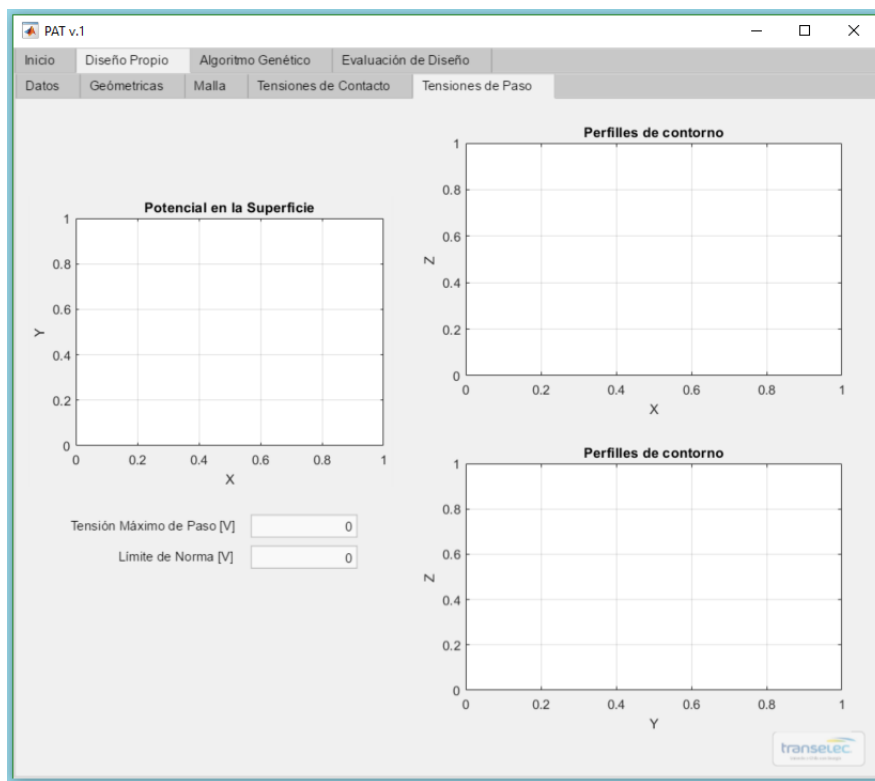 PAT v.1
Inicio Diseño Propio Algoritmo Genético Evaluación de Diseño
Datos Geómetricas Malla Tensiones de Contacto Tensiones de Paso
Potencial en la Superficie
1
0.8
0.6
0.4
0.2
0
Y
0 0.2 0.4 0.6 0.8 1
X
Tensión Máximo de Paso [V] 0
Límite de Norma [V] 0
Perfilles de contorno
1
0.8
0.6
0.4
0.2
0
Z
0 0.2 0.4 0.6 0.8 1
X
Perfilles de contorno
1
0.8
0.6
0.4
0.2
0
Z
0 0.2 0.4 0.6 0.8 1
Y
transelec